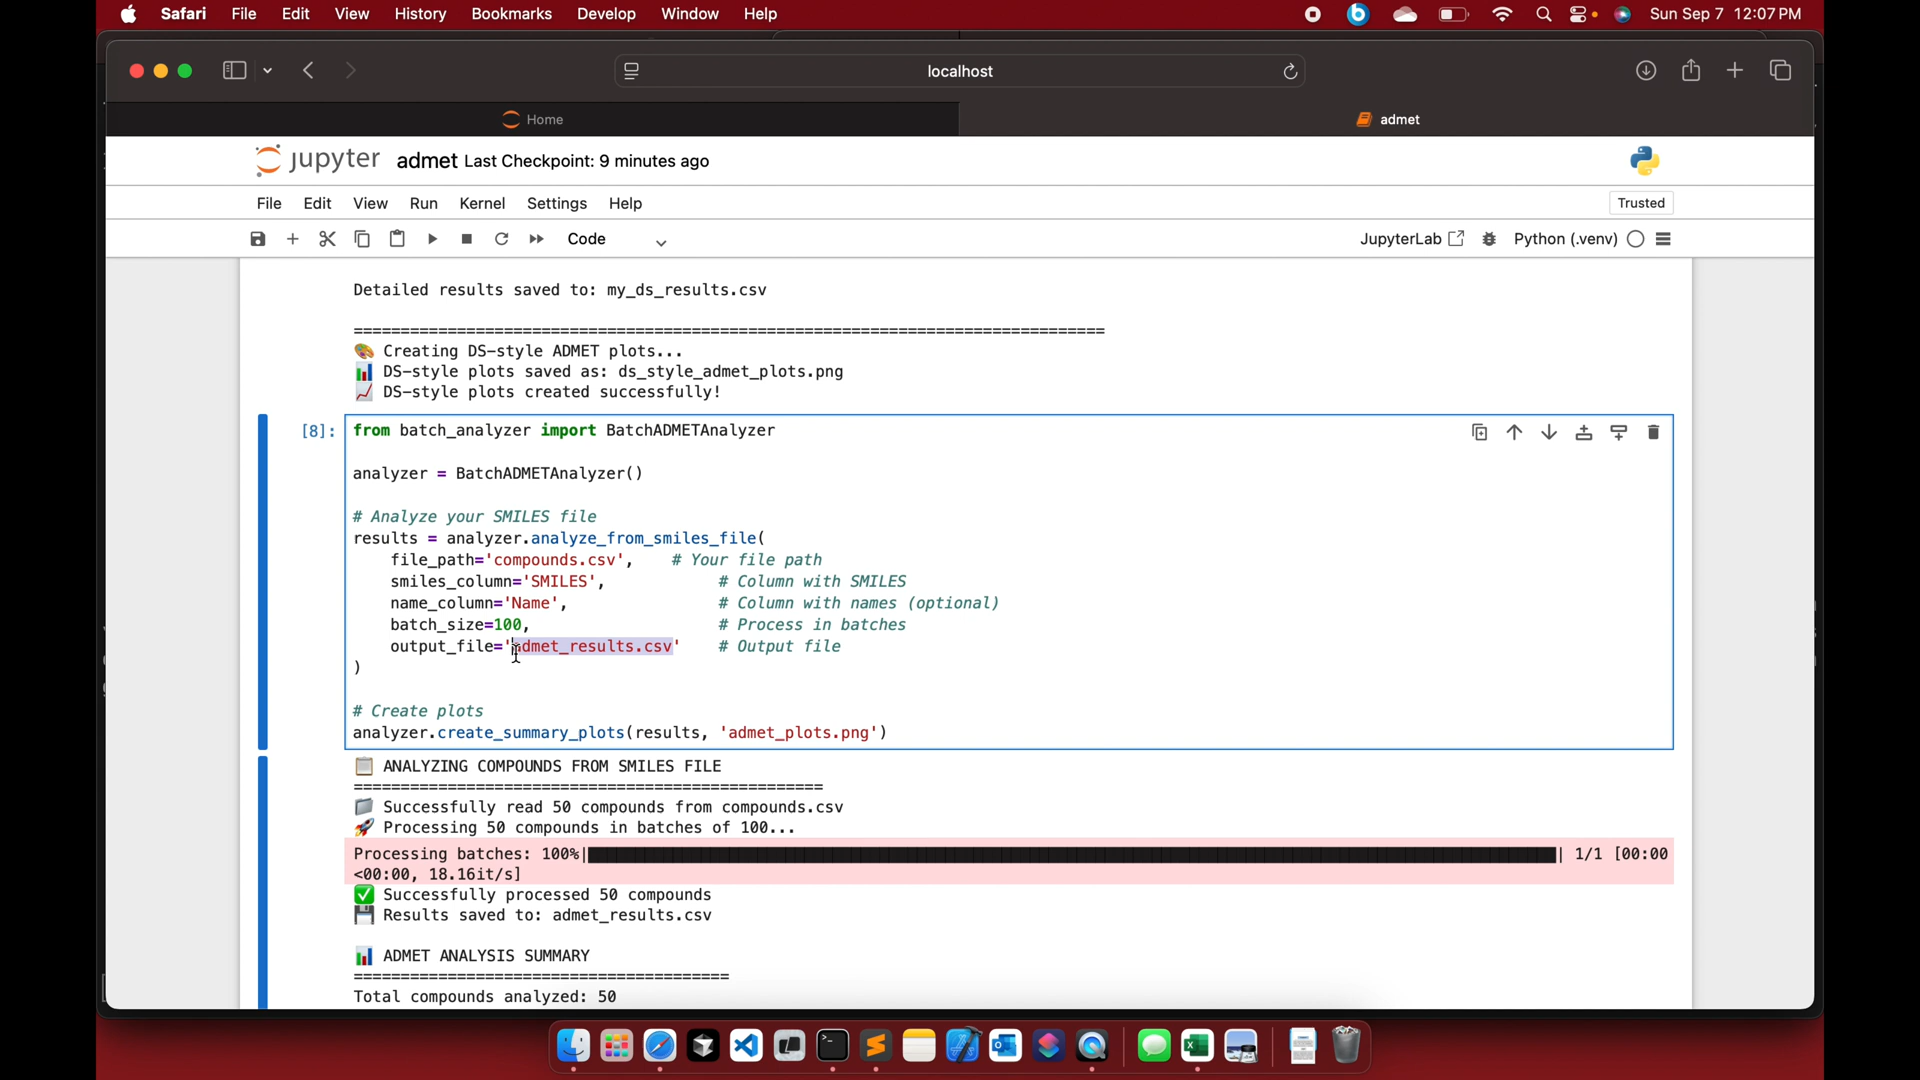 Safari File Edit View History Bookmarks Develop Window Help Sun Sep 7 12:07 PM
localhost
Home admet
jupyter admet Last Checkpoint: 9 minutes ago
File Edit View Run Kernel Settings Help Trusted
Code JupyterLab Python (.venv)
Detailed results saved to: my_ds_results.csv
================================================================================
🎨 Creating DS-style ADMET plots...
📊 DS-style plots saved as: ds_style_admet_plots.png
📈 DS-style plots created successfully!
[8]: from batch_analyzer import BatchADMETAnalyzer
analyzer = BatchADMETAnalyzer()
# Analyze your SMILES file
results = analyzer.analyze_from_smiles_file(
file_path='compounds.csv', # Your file path
smiles_column='SMILES', # Column with SMILES
name_column='Name', # Column with names (optional)
batch_size=100, # Process in batches
output_file='admet_results.csv' # Output file
)
# Create plots
analyzer.create_summary_plots(results, 'admet_plots.png')
📋 ANALYZING COMPOUNDS FROM SMILES FILE
==================================================
📁 Successfully read 50 compounds from compounds.csv
🚀 Processing 50 compounds in batches of 100...
Processing batches: 100%|██████████| 1/1 [00:00
<00:00, 18.16it/s]
✅ Successfully processed 50 compounds
💾 Results saved to: admet_results.csv
📊 ADMET ANALYSIS SUMMARY
========================================
Total compounds analyzed: 50